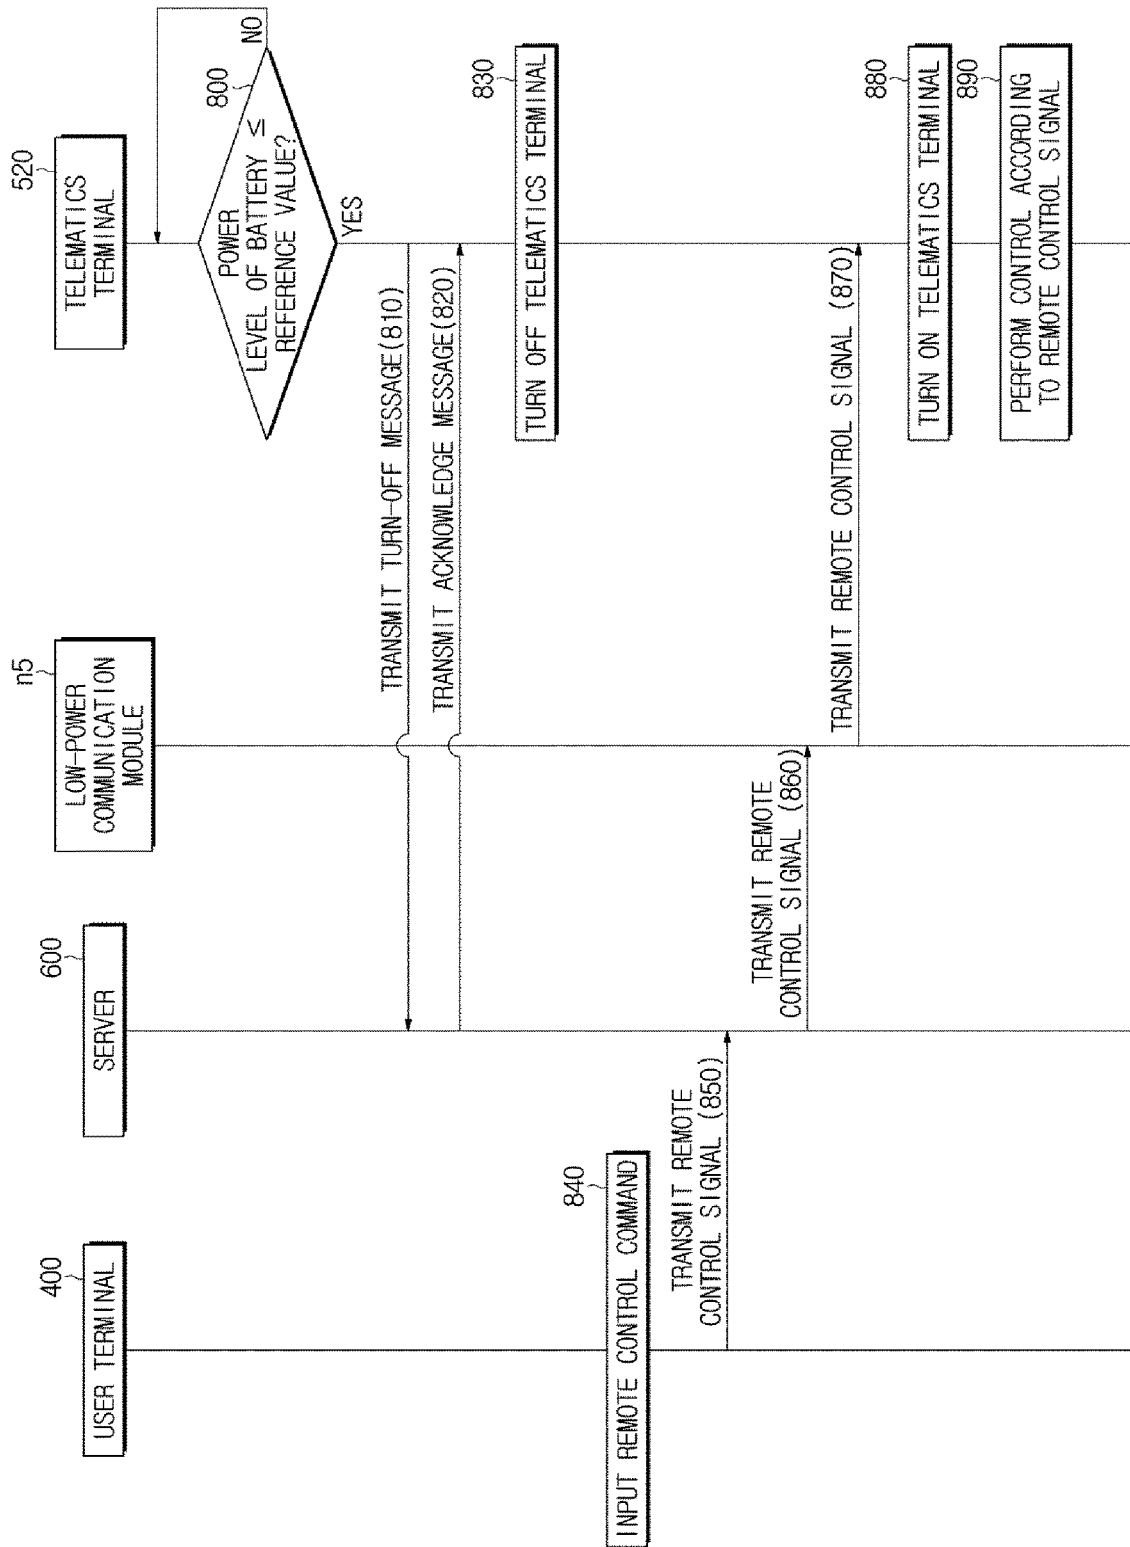 400
USER TERMINAL
600
SERVER
n5
LOW-POWER
COMMUNICATION
MODULE
520
TELEMATICS
TERMINAL
800
NO
POWER
LEVEL OF BATTERY ≤
REFERENCE VALUE?
YES
TRANSMIT TURN-OFF MESSAGE(810)
TRANSMIT ACKNOWLEDGE MESSAGE(820)
830
TURN OFF TELEMATICS TERMINAL
840
INPUT REMOTE CONTROL COMMAND
TRANSMIT REMOTE
CONTROL SIGNAL (850)
TRANSMIT REMOTE
CONTROL SIGNAL (860)
TRANSMIT REMOTE CONTROL SIGNAL (870)
880
TURN ON TELEMATICS TERMINAL
890
PERFORM CONTROL ACCORDING
TO REMOTE CONTROL SIGNAL